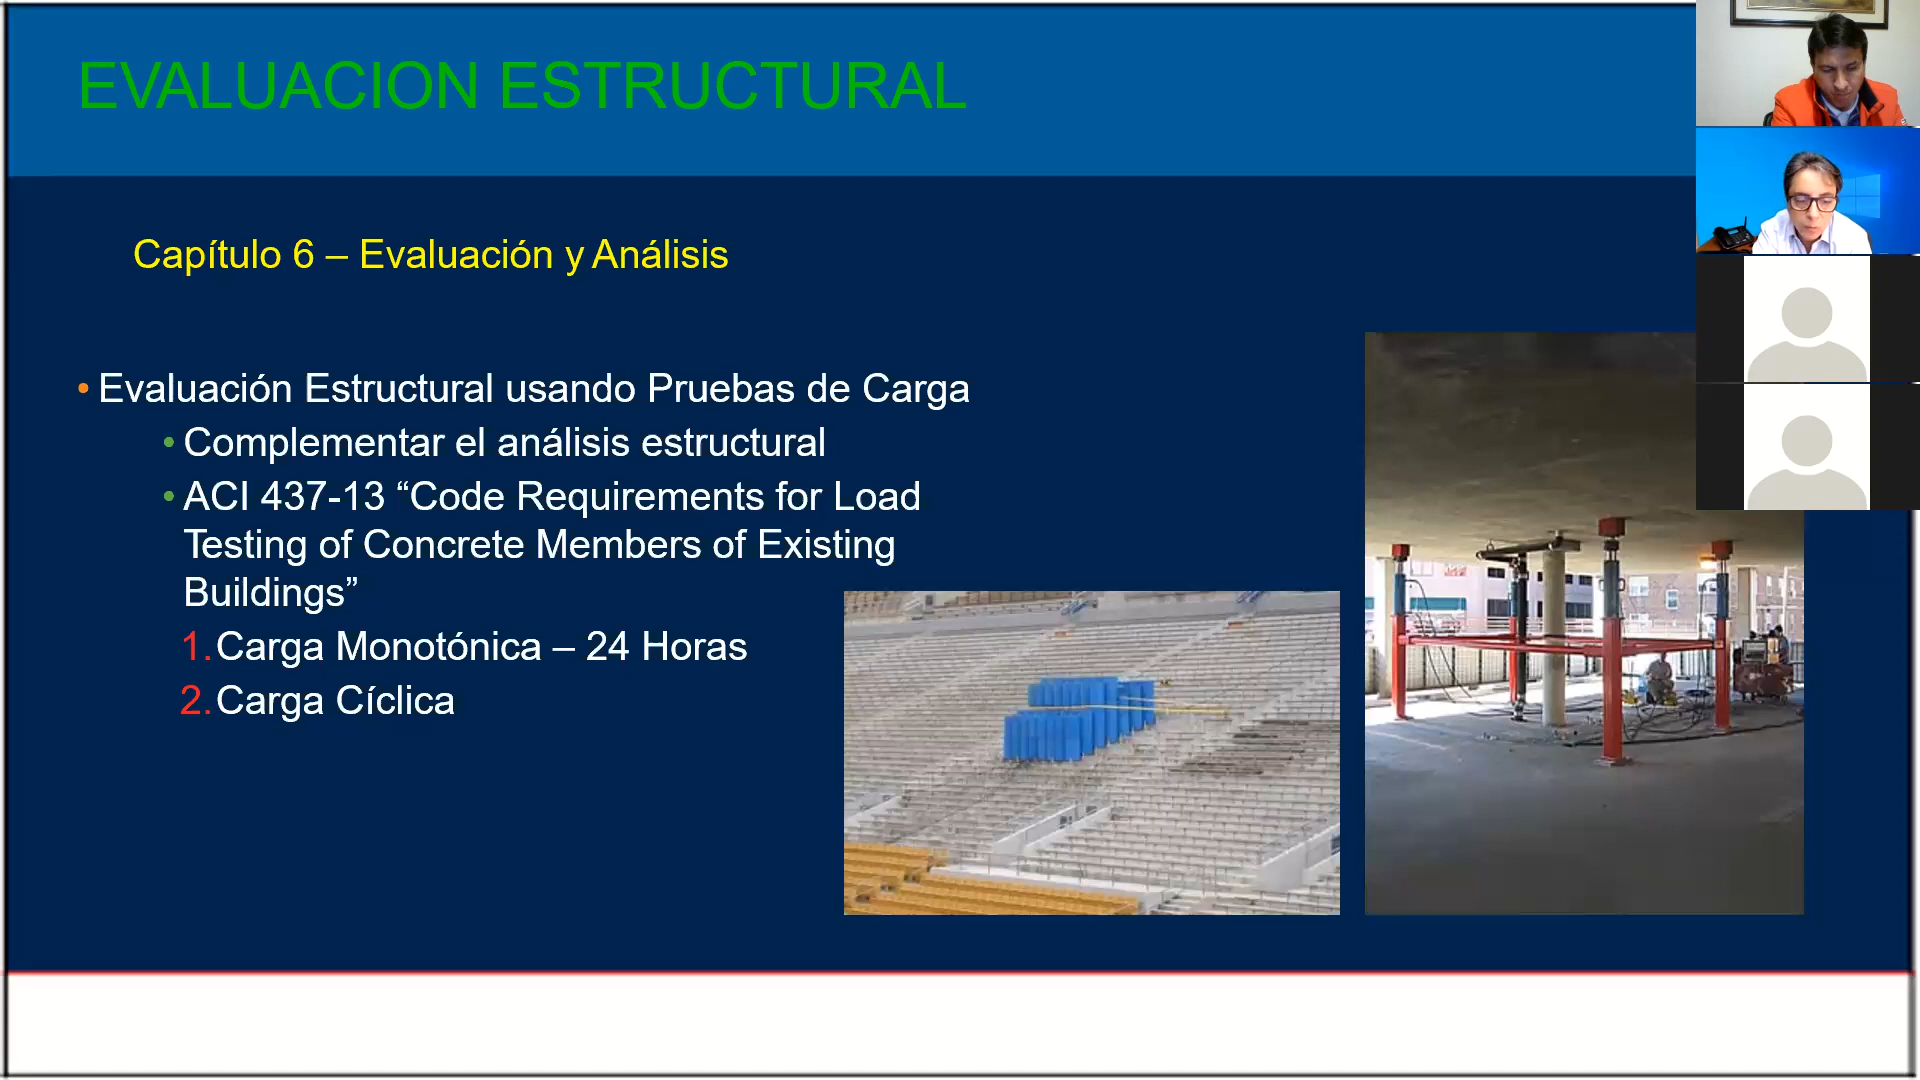 EVALUACION ESTRUCTURAL
Capítulo 6 – Evaluación y Análisis
• Evaluación Estructural usando Pruebas de Carga
• Complementar el análisis estructural
• ACI 437-13 “Code Requirements for Load
Testing of Concrete Members of Existing
Buildings”
1. Carga Monotónica – 24 Horas
2. Carga Cíclica